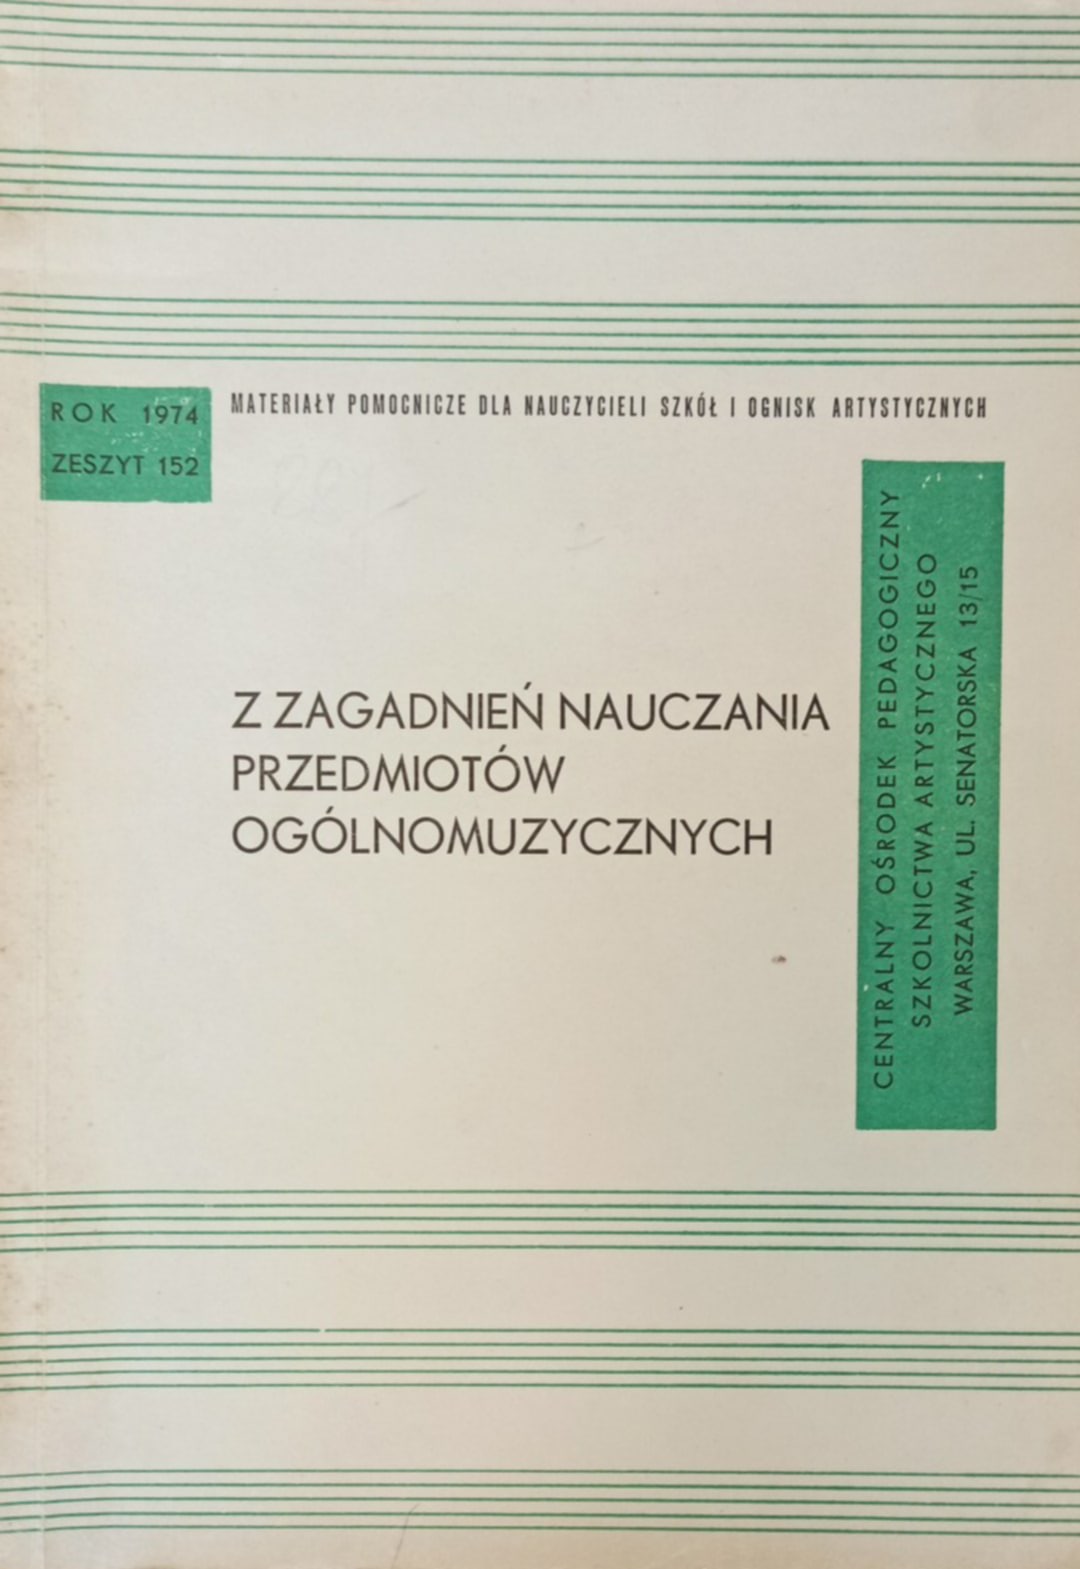 ROK 1974
ZESZYT 152
MATERIAŁY POMOCNICZE DLA NAUCZYCIELI SZKÓŁ I OGNISK ARTYSTYCZNYCH
Z ZAGADNIEŃ NAUCZANIA
PRZEDMIOTÓW
OGÓLNOMUZYCZNYCH
CENTRALNY OŚRODEK PEDAGOGICZNY
SZKOLNICTWA ARTYSTYCZNEGO
WARSZAWA, UL. SENATORSKA 13/15